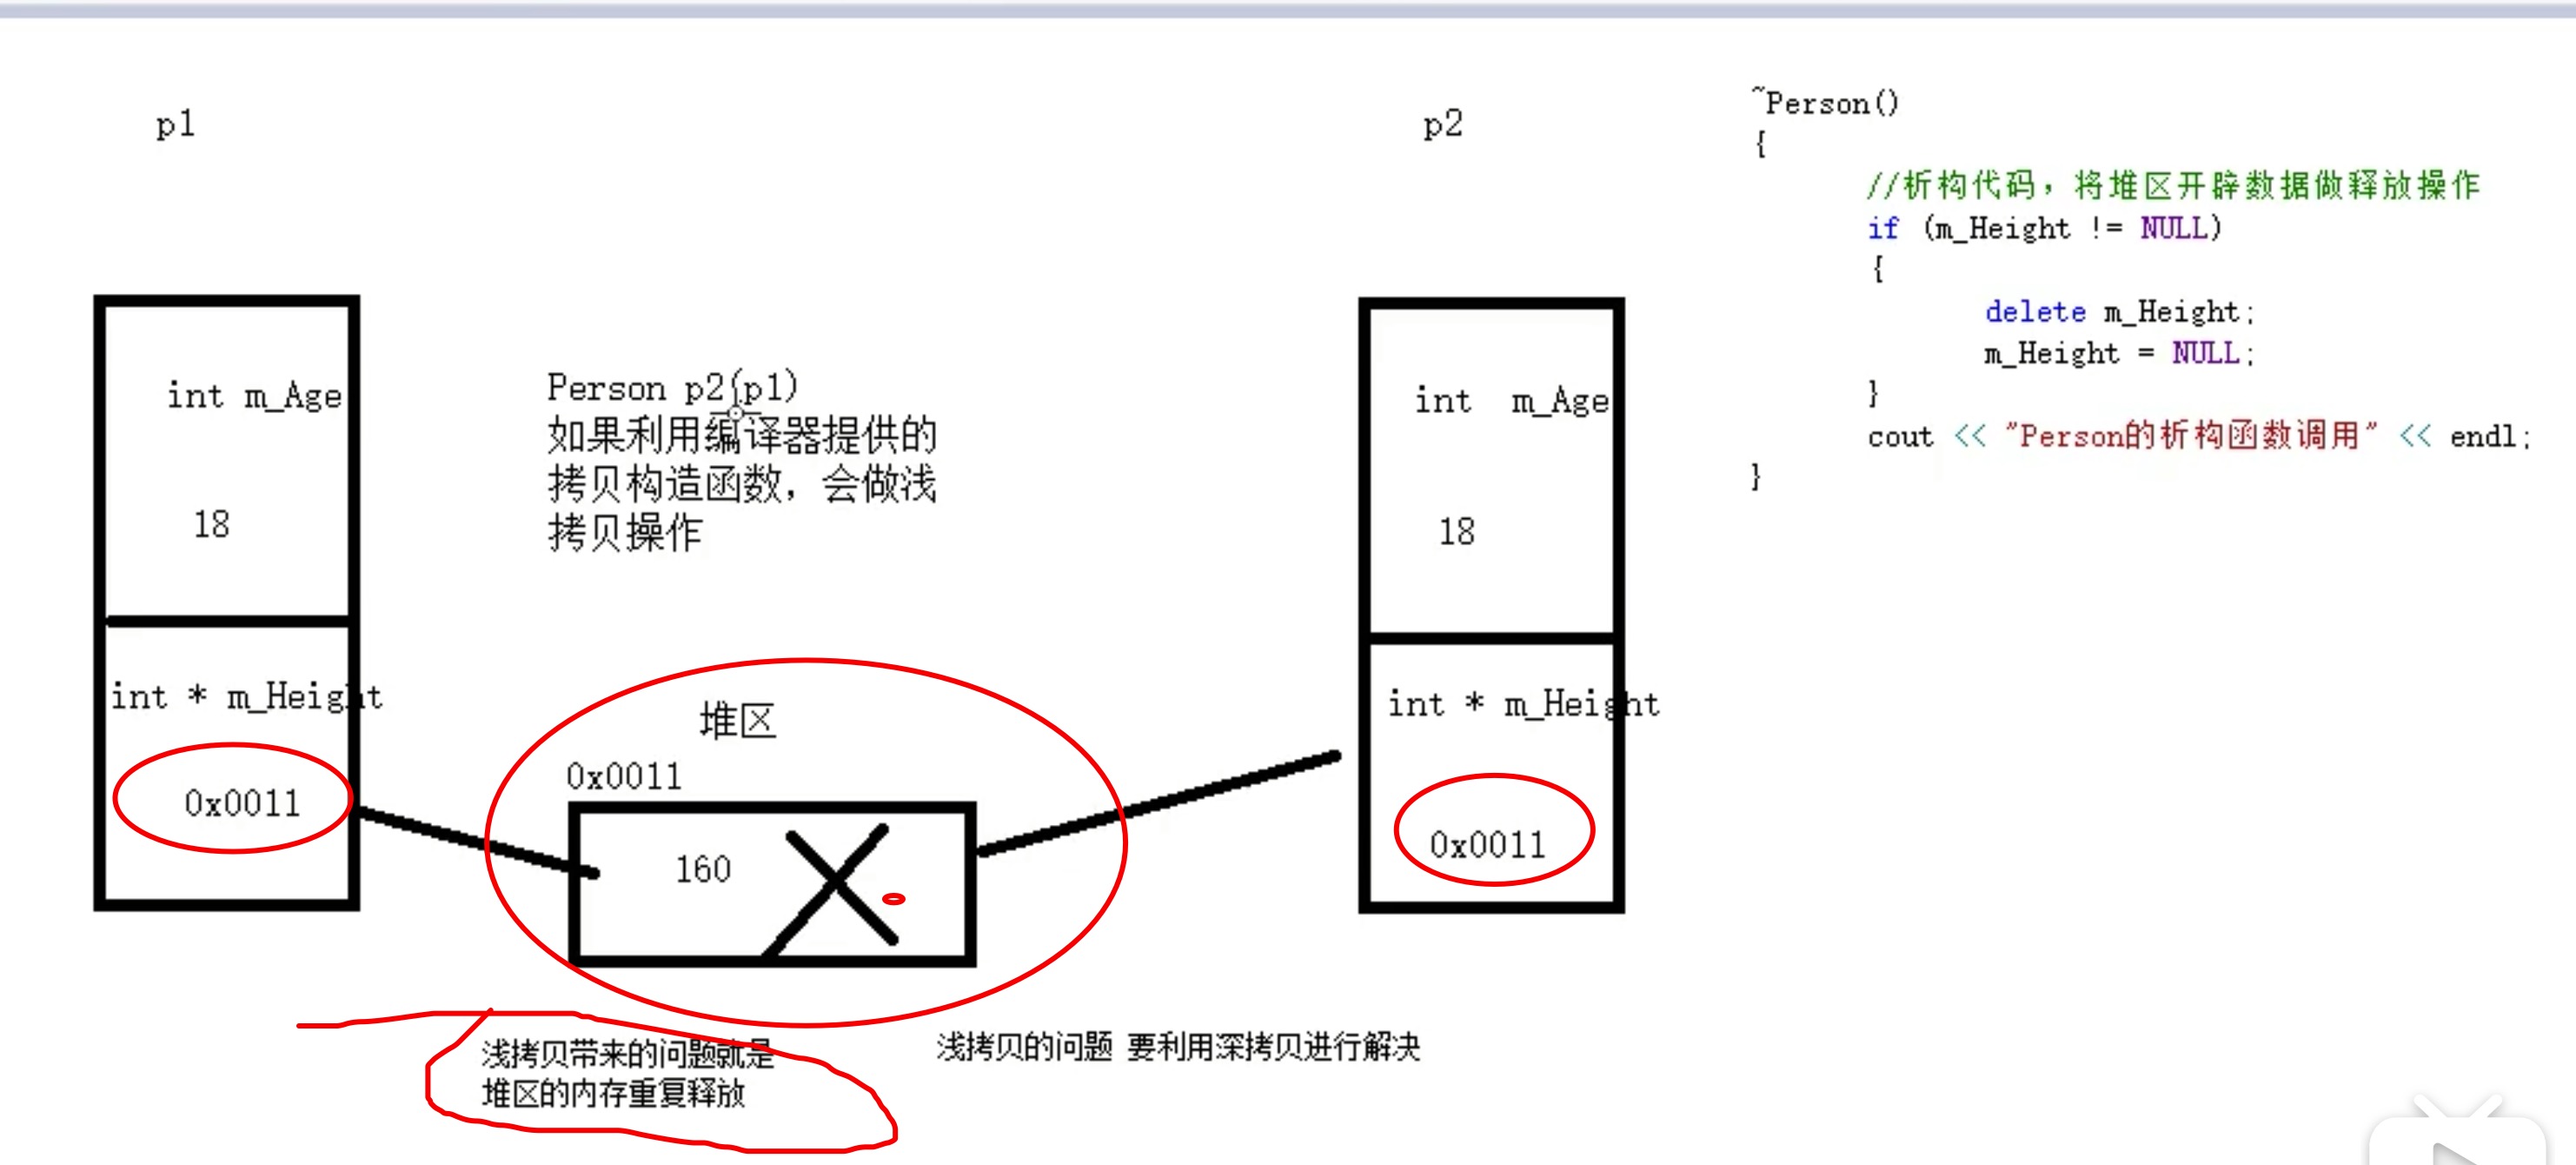 p1
p2
~Person()
{
//析构代码，将堆区开辟数据做释放操作
if (m_Height != NULL)
{
delete m_Height;
m_Height = NULL;
}
cout << "Person的析构函数调用" << endl;
}
int m_Age
18
int * m_Height
0x0011
Person p2(p1)
如果利用编译器提供的
拷贝构造函数，会做浅
拷贝操作
堆区
0x0011
160
int m_Age
18
int * m_Height
0x0011
浅拷贝带来的问题就是
堆区的内存重复释放
浅拷贝的问题 要利用深拷贝进行解决